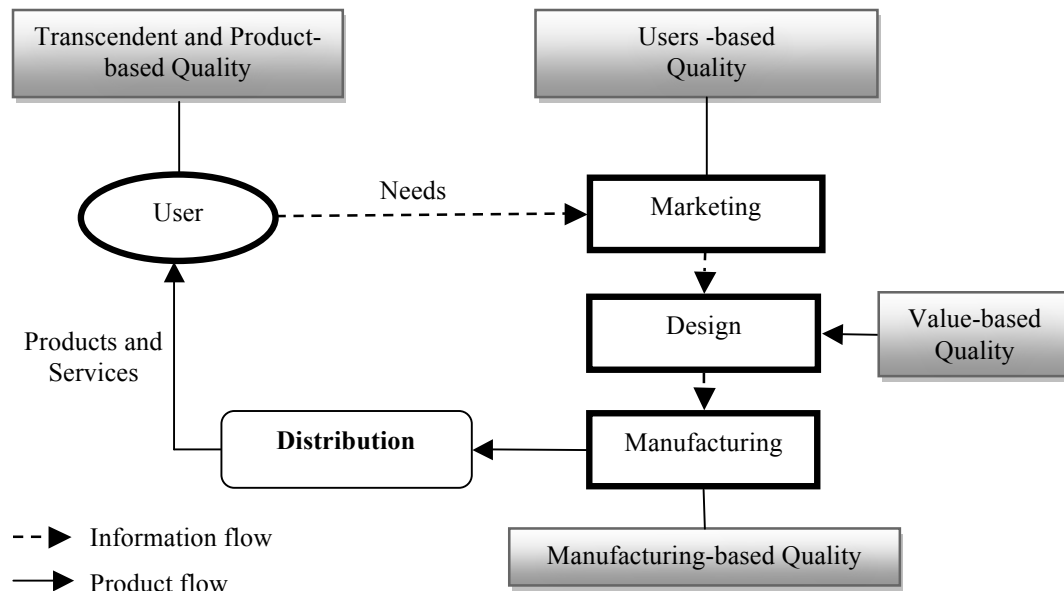 Transcendent and Product-
based Quality
Users -based
Quality
User
Needs
Marketing
Design
Value-based
Quality
Products and
Services
Distribution
Manufacturing
Information flow
Manufacturing-based Quality
Product flow